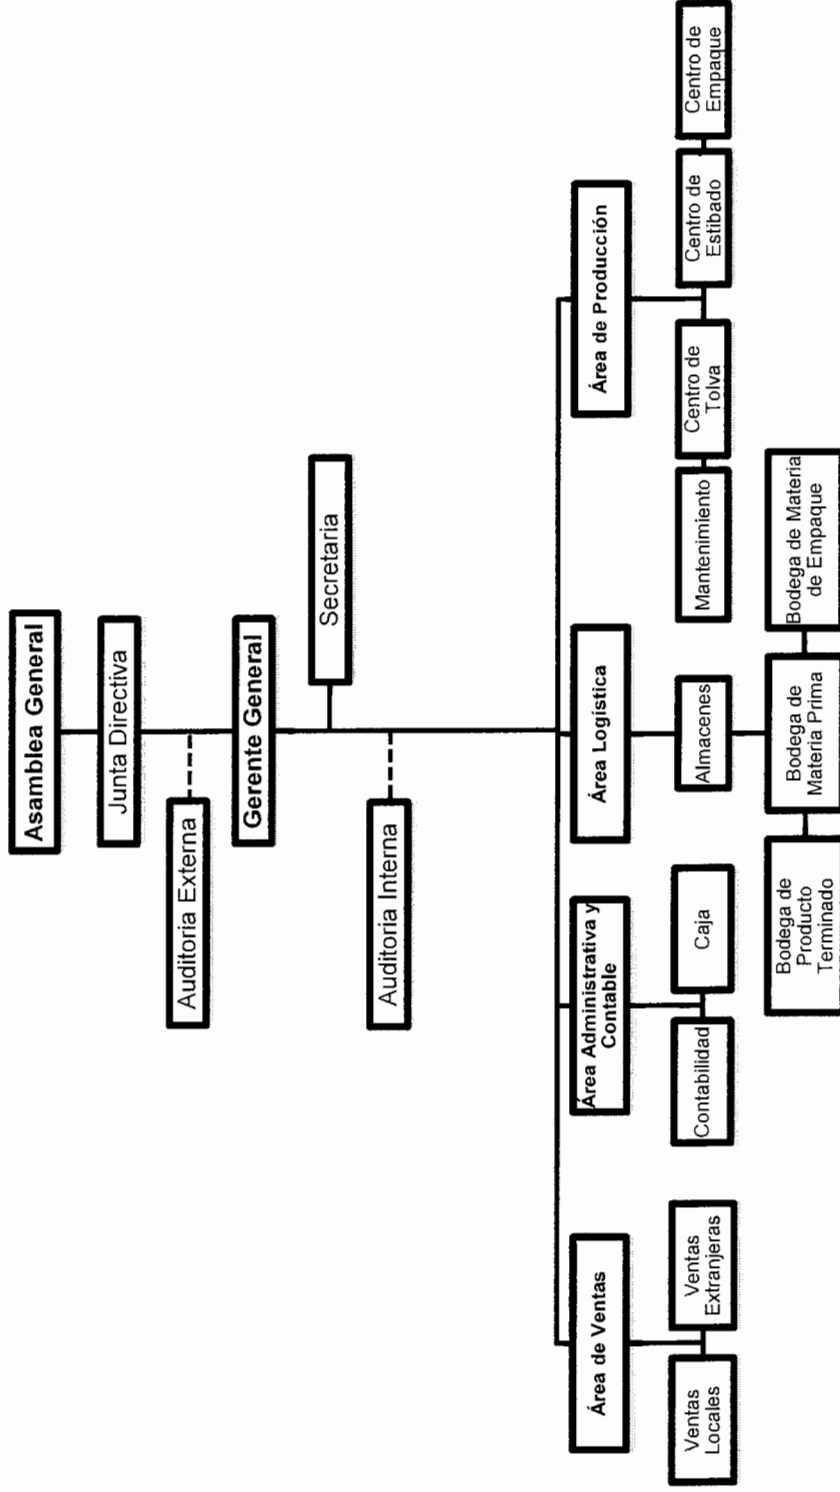 Asamblea General
Junta Directiva
Auditoria Externa
Gerente General
Secretaria
Auditoria Interna
Área de Ventas
Área Administrativa y
Contable
Área Logística
Área de Producción
Ventas
Locales
Ventas
Extranjeras
Contabilidad
Caja
Almacenes
Mantenimiento
Centro de
Tolva
Centro de
Estibado
Centro de
Empaque
Bodega de
Producto
Terminado
Bodega de
Materia Prima
Bodega de Materia
de Empaque